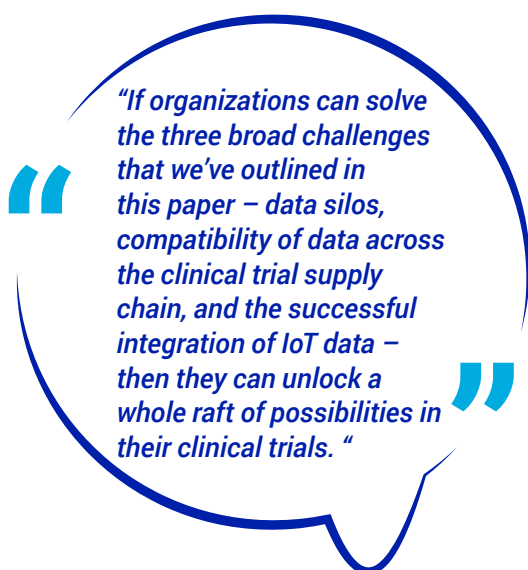 “If organizations can solve
the three broad challenges
that we’ve outlined in
this paper – data silos,
compatibility of data across
the clinical trial supply
chain, and the successful
integration of IoT data –
then they can unlock a
whole raft of possibilities in
their clinical trials. “